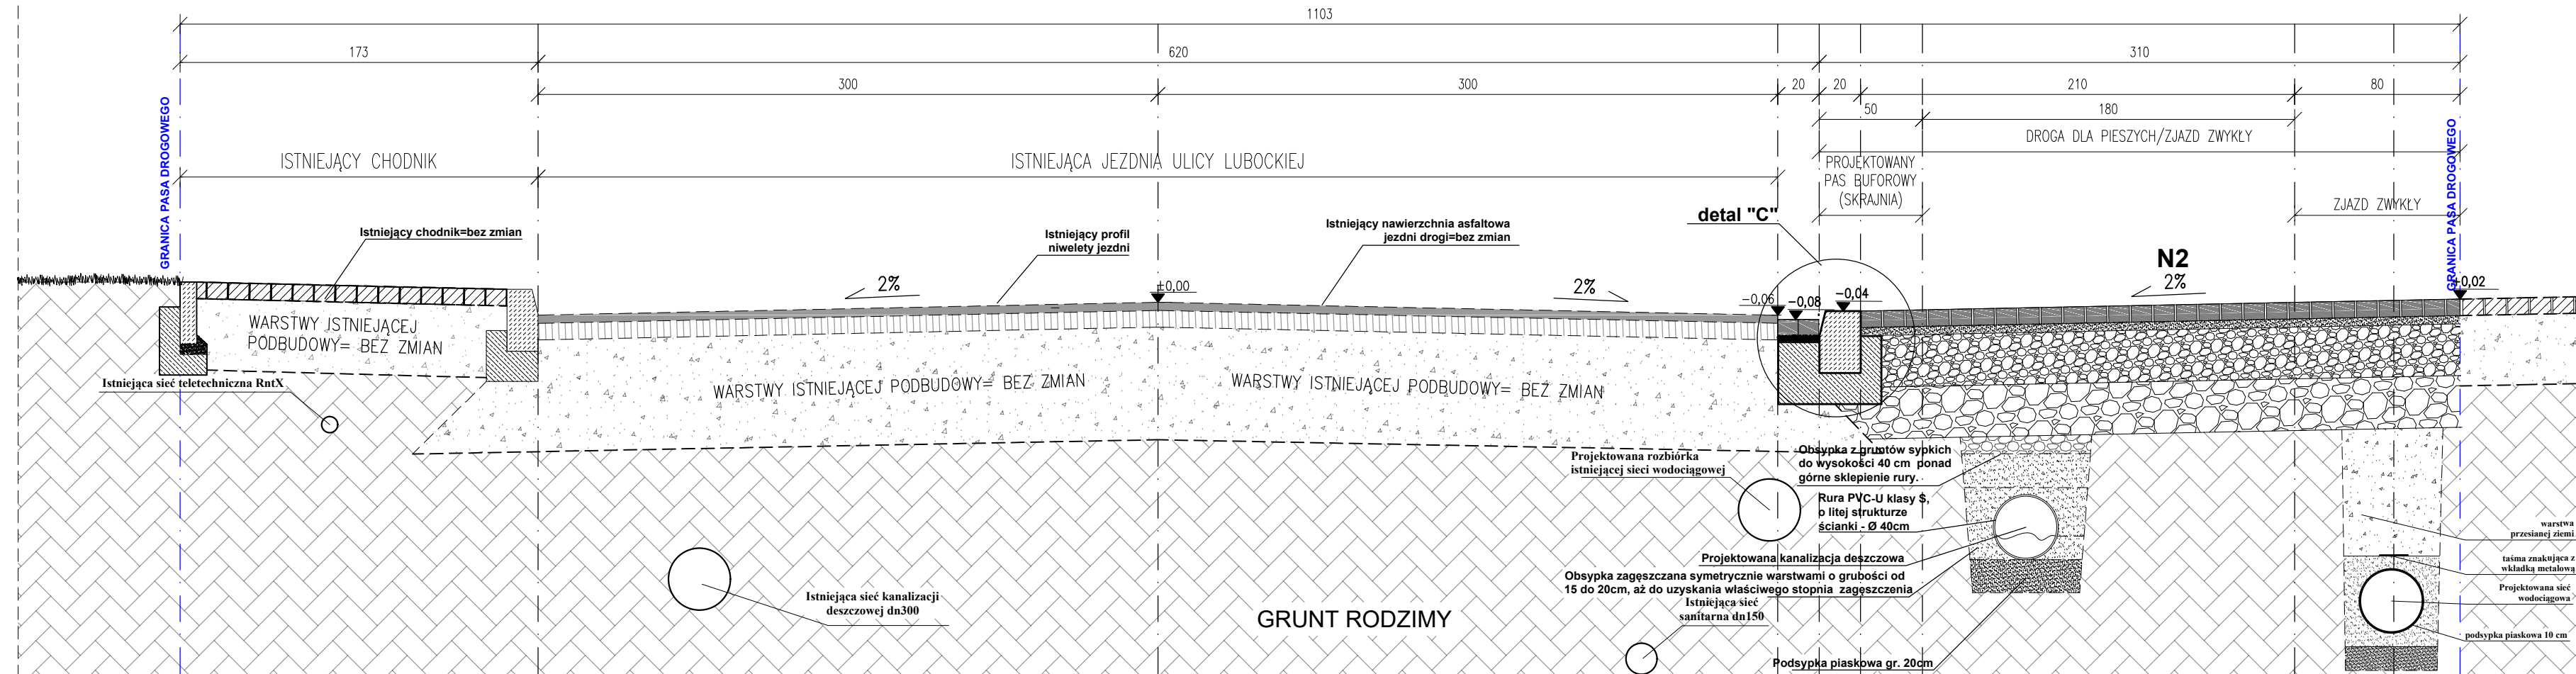 1103
173
620
310
300
300
20
20
210
80
50
180
DROGA DLA PIESZYCH/ZJAZD ZWYKŁY
GRANICA PASA DROGOWEGO
ISTNIEJĄCY CHODNIK
ISTNIEJĄCA JEZDNIA ULICY LUBOCKIEJ
PROJEKTOWANY
PAS BUFOROWY
(SKRAJNIA)
ZJAZD ZWYKŁY
GRANICA PASA DROGOWEGO
detal "C"
Istniejący chodnik=bez zmian
Istniejący profil
niwelety jezdni
Istniejący nawierzchnia asfaltowa
jezdni drogi=bez zmian
N2
2%
2%
2%
±0,00
-0,06
-0,08
-0,04
+0,02
WARSTWY ISTNIEJĄCEJ
PODBUDOWY= BEZ ZMIAN
WARSTWY ISTNIEJĄCEJ PODBUDOWY= BEZ ZMIAN
WARSTWY ISTNIEJĄCEJ PODBUDOWY= BEZ ZMIAN
Istniejąca sieć teletechniczna RntX
Projektowana rozbiórka
istniejącej sieci wodociągowej
Obsypka z gruntów sypkich
do wysokości 40 cm ponad
górne sklepienie rury.
Rura PVC-U klasy S,
o litej strukturze
ścianki - Ø 40cm
Projektowana kanalizacja deszczowa
Obsypka zagęszczana symetrycznie warstwami o grubości od
15 do 20cm, aż do uzyskania właściwego stopnia zagęszczenia
Istniejąca sieć
sanitarna dn150
Istniejąca sieć kanalizacji
deszczowej dn300
GRUNT RODZIMY
Podsypka piaskowa gr. 20cm
warstwa
przesianej ziemi
taśma znakująca z
wkładką metalową
Projektowana sieć
wodociągowa
podsypka piaskowa 10 cm